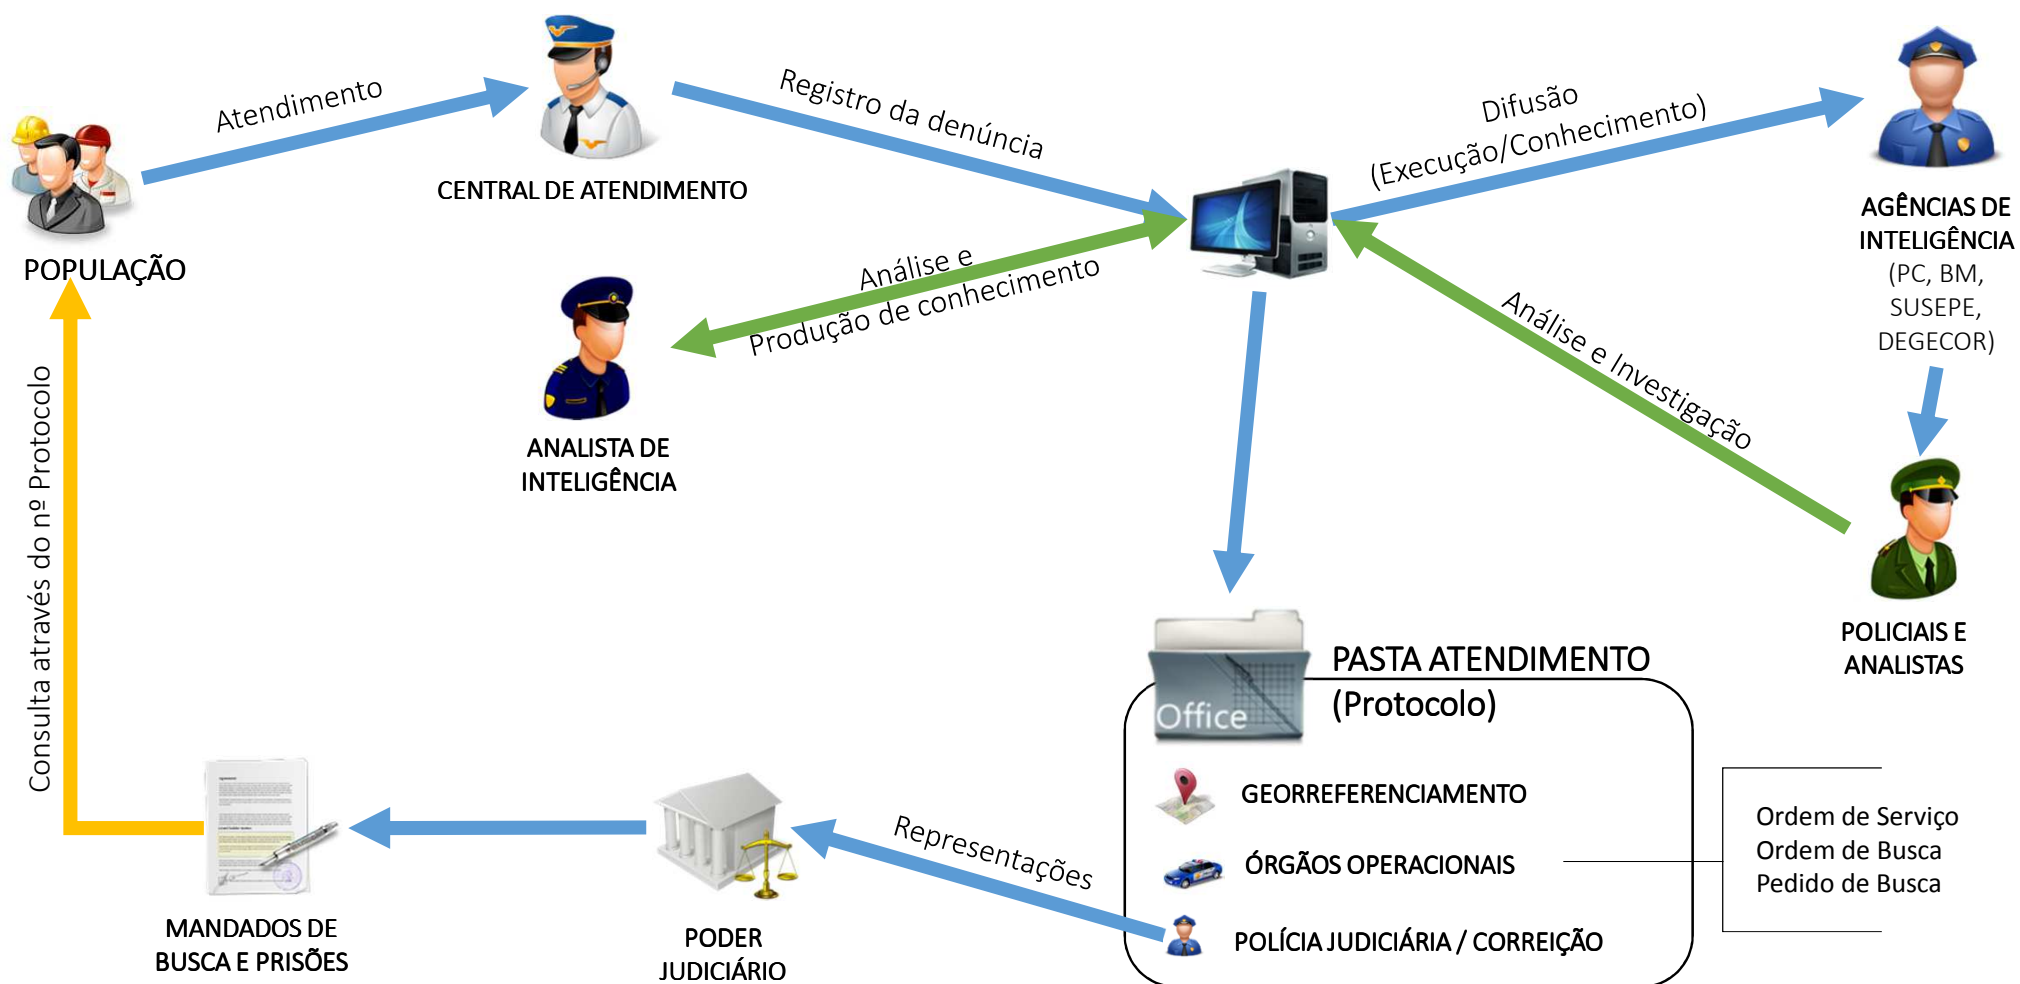 Atendimento
Registro da denúncia
Difusão
(Execução/Conhecimento)
CENTRAL DE ATENDIMENTO
POPULAÇÃO
AGÊNCIAS DE
INTELIGÊNCIA
(PC, BM,
SUSEPE,
DEGECOR)
Análise e
Produção de conhecimento
Análise e Investigação
ANALISTA DE
INTELIGÊNCIA
Consulta através do nº Protocolo
POLICIAIS E
ANALISTAS
Office
PASTA ATENDIMENTO
(Protocolo)
GEORREFERENCIAMENTO
ÓRGÃOS OPERACIONAIS
POLÍCIA JUDICIÁRIA / CORREIÇÃO
Ordem de Serviço
Ordem de Busca
Pedido de Busca
Representações
PODER
JUDICIÁRIO
MANDADOS DE
BUSCA E PRISÕES